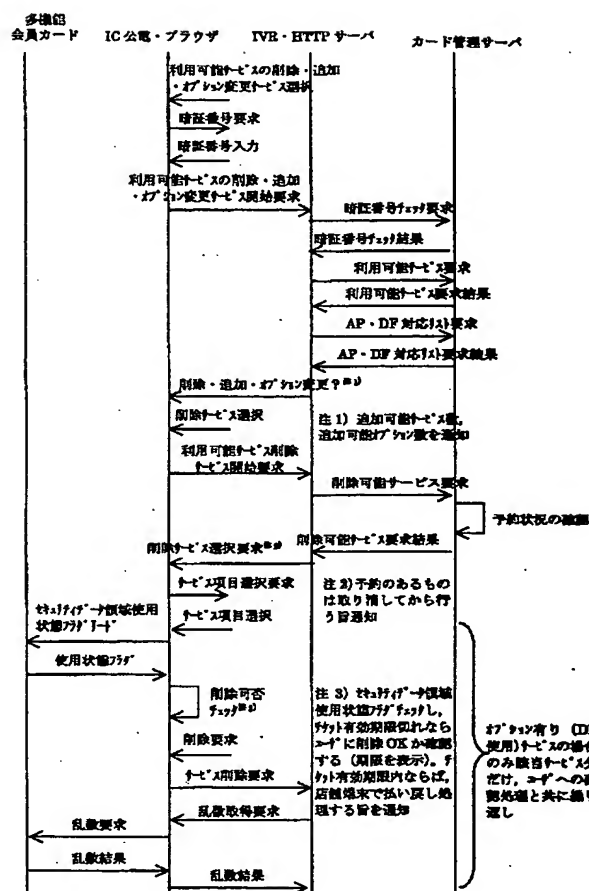 多機能
会員カード
IC公電・ブラウザ
IVR・HTTPサーバ
カード管理サーバ
利用可能ｻｰﾋﾞｽの削除・追加
・ｵﾌﾟｼｮﾝ変更ｻｰﾋﾞｽ選択
暗証番号要求
暗証番号入力
利用可能ｻｰﾋﾞｽの削除・追加
・ｵﾌﾟｼｮﾝ変更ｻｰﾋﾞｽ開始要求
暗証番号ﾁｪｯｸ要求
暗証番号ﾁｪｯｸ結果
利用可能ｻｰﾋﾞｽ要求
利用可能ｻｰﾋﾞｽ要求結果
AP・DF対応ﾘｽﾄ要求
AP・DF対応ﾘｽﾄ要求結果
削除・追加・ｵﾌﾟｼｮﾝ変更？注1)
削除ｻｰﾋﾞｽ選択
注1) 追加可能ｻｰﾋﾞｽ数,
追加可能ｵﾌﾟｼｮﾝ数を通知
利用可能ｻｰﾋﾞｽ削除
ｻｰﾋﾞｽ開始要求
削除可能サービス要求
予約状況の確認
削除可能ｻｰﾋﾞｽ要求結果
削除ｻｰﾋﾞｽ選択要求注2)
ｻｰﾋﾞｽ項目選択要求
注2) 予約のあるもの
は取り消してから行
う旨通知
ｻｰﾋﾞｽ項目選択
ｾｷｭﾘﾃｨﾃﾞｰﾀ領域使用
状態ﾌﾗｸﾞﾘｰﾄﾞ
使用状態ﾌﾗｸﾞ
削除可否
ﾁｪｯｸ注3)
注3) ｾｷｭﾘﾃｨﾃﾞｰﾀ領域
使用状態ﾌﾗｸﾞﾁｪｯｸし,
ﾁｹｯﾄ有効期限切れなら
ﾕｰｻﾞに削除OKか確認
する（期限を表示）。ﾁ
ｹｯﾄ有効期限内ならば,
店舗端末で払い戻し処
理する旨を通知
ｵﾌﾟｼｮﾝ有り（D
使用)ｻｰﾋﾞｽの場合
のみ該当ｻｰﾋﾞｽ分
だけ, ﾕｰｻﾞへの確
認処理と共に繰り
返し
削除要求
ｻｰﾋﾞｽ削除要求
乱数取得要求
乱数要求
乱数結果
乱数結果